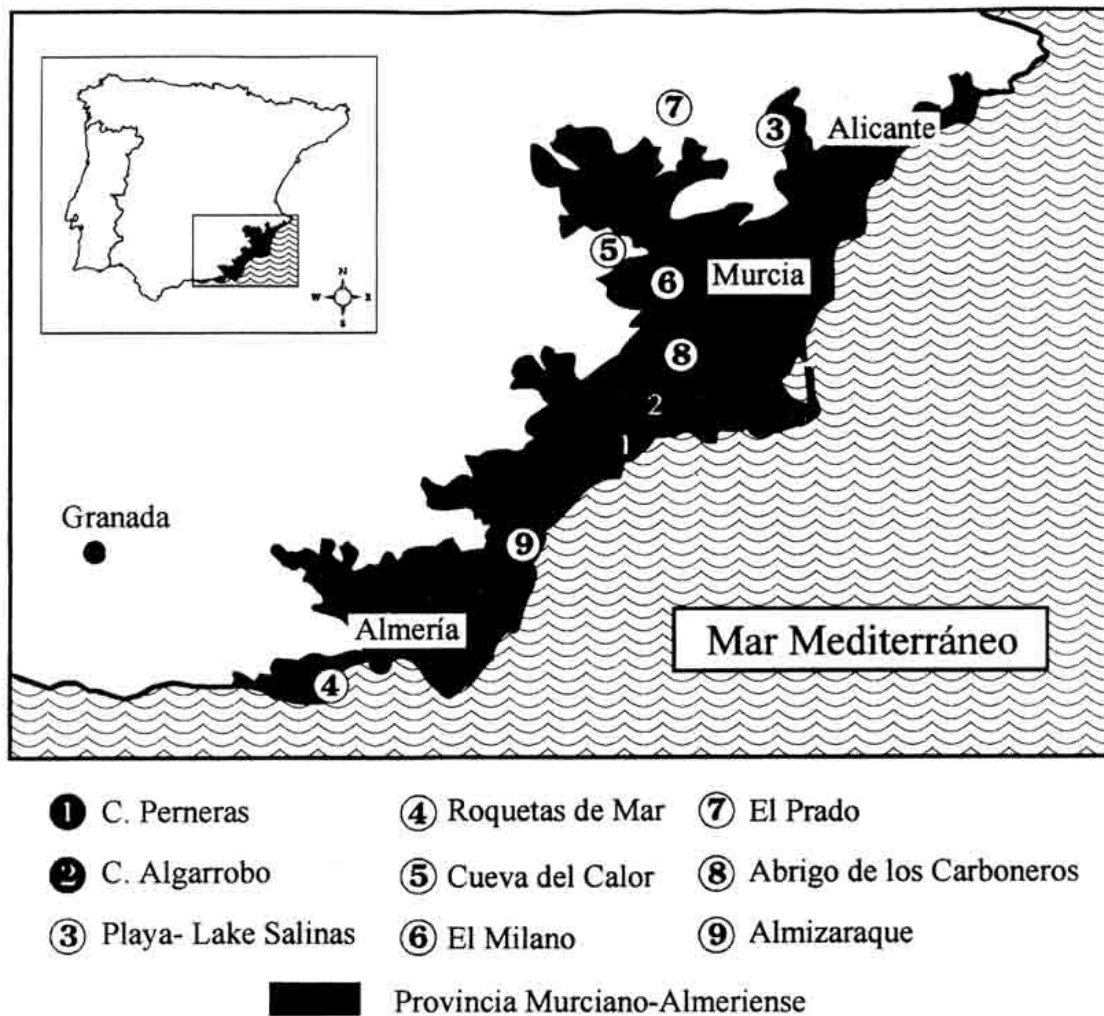 7
3
Alicante
N
W
E
S
5
6
Murcia
8
2
1
Granada
9
Almería
Mar Mediterráneo
4
1 C. Perneras
4 Roquetas de Mar
7 El Prado
2 C. Algarrobo
5 Cueva del Calor
8 Abrigo de los Carboneros
3 Playa- Lake Salinas
6 El Milano
9 Almizaraque
Provincia Murciano-Almeriense